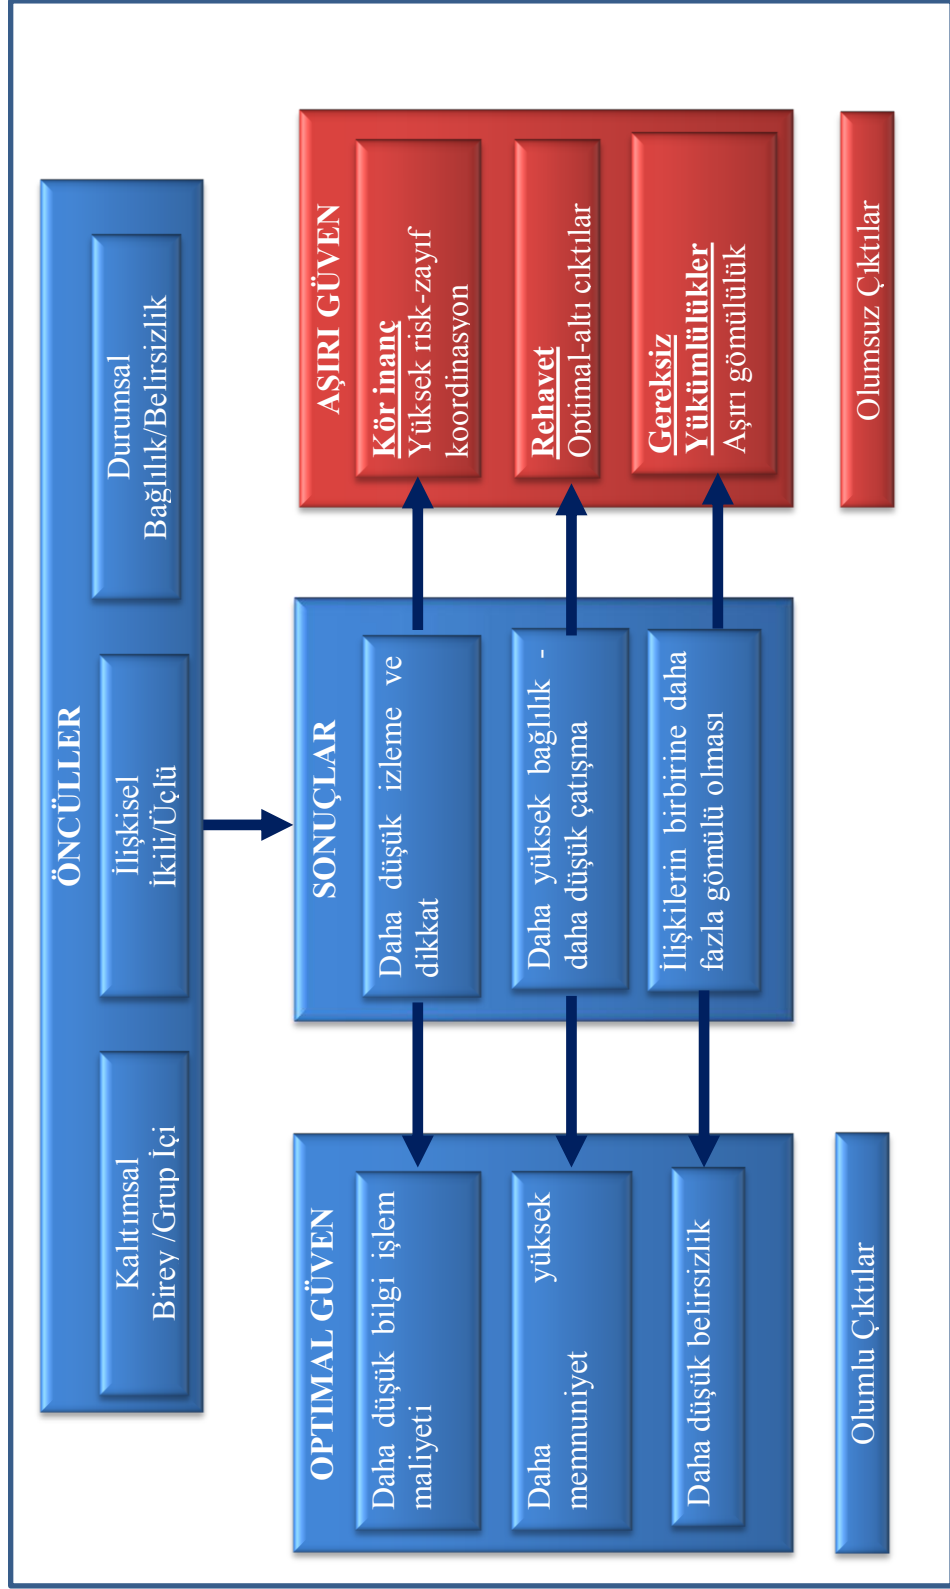 ÖNCÜLLER
Kalıtımsal
Birey /Grup İçi
İlişkisel
İkili/Üçlü
Durumsal
Bağlılık/Belirsizlik
OPTIMAL GÜVEN
Daha düşük bilgi işlem
maliyeti
Daha yüksek
memnuniyet
Daha düşük belirsizlik
SONUÇLAR
Daha düşük izleme ve
dikkat
Daha yüksek bağlılık -
daha düşük çatışma
İlişkilerin birbirine daha
fazla gömülü olması
AŞIRI GÜVEN
Kör inanç
Yüksek risk-zayıf
koordinasyon
Rehavet
Optimal-altı cıktılar
Gereksiz
Yükümlülükler
Aşırı gömülülük
Olumlu Çıktılar
Olumsuz Çıktılar